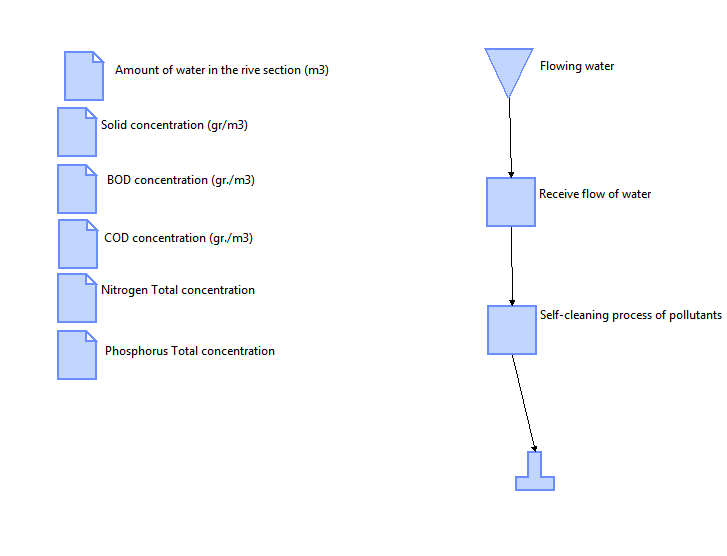 Amount of water in the rive section (m3)
Solid concentration (gr/m3)
BOD concentration (gr./m3)
COD concentration (gr./m3)
Nitrogen Total concentration
Phosphorus Total concentration
Flowing water
Receive flow of water
Self-cleaning process of pollutants